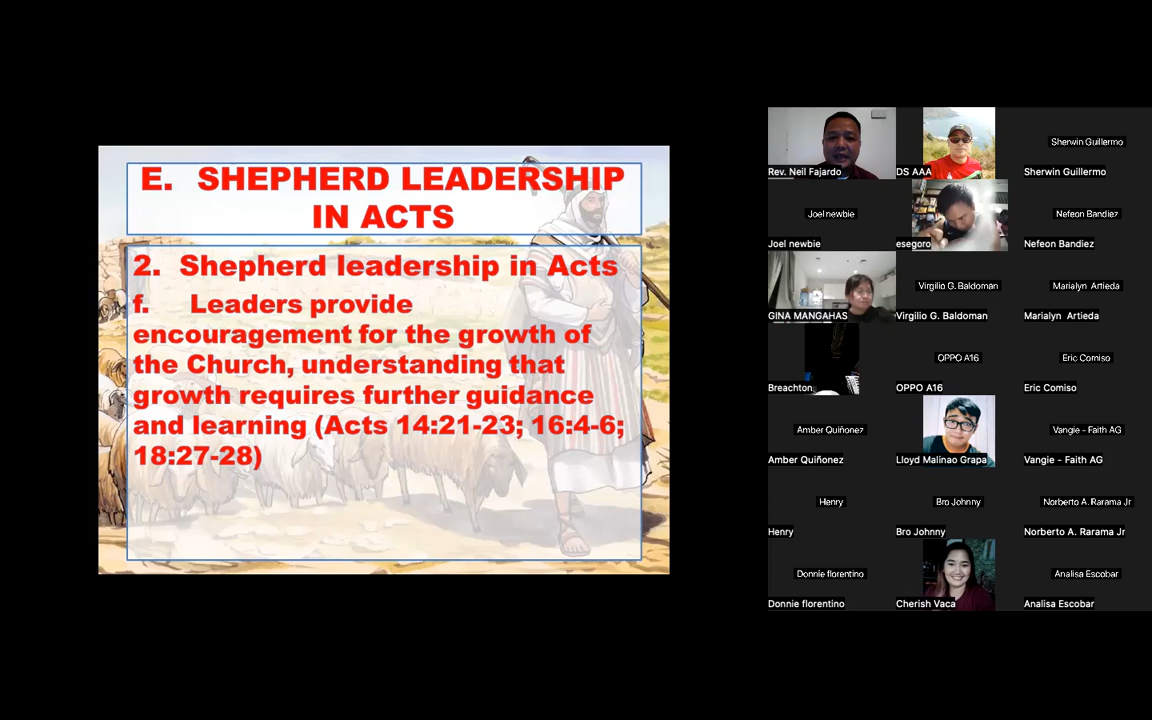 E. SHEPHERD LEADERSHIP
IN ACTS
2. Shepherd leadership in Acts
f. Leaders provide
encouragement for the growth of
the Church, understanding that
growth requires further guidance
and learning (Acts 14:21-23; 16:4-6;
18:27-28)
Rev. Neil Fajardo
DS AAA
Sherwin Guillermo
Sherwin Guillermo
Joel newbie
Joel newbie
esegoro
Nefeon Bandiez
Nefeon Bandiez
GINA MANGAHAS
Virgilio G. Baldoman
Virgilio G. Baldoman
Marialyn Artieda
Marialyn Artieda
Breachton
OPPO A16
OPPO A16
Eric Comiso
Eric Comiso
Amber Quiñonez
Amber Quiñonez
Lloyd Malinao Grapa
Vangie - Faith AG
Vangie - Faith AG
Henry
Henry
Bro Johnny
Bro Johnny
Norberto A. Rarama Jr
Norberto A. Rarama Jr
Donnie florentino
Donnie florentino
Cherish Vaca
Analisa Escobar
Analisa Escobar